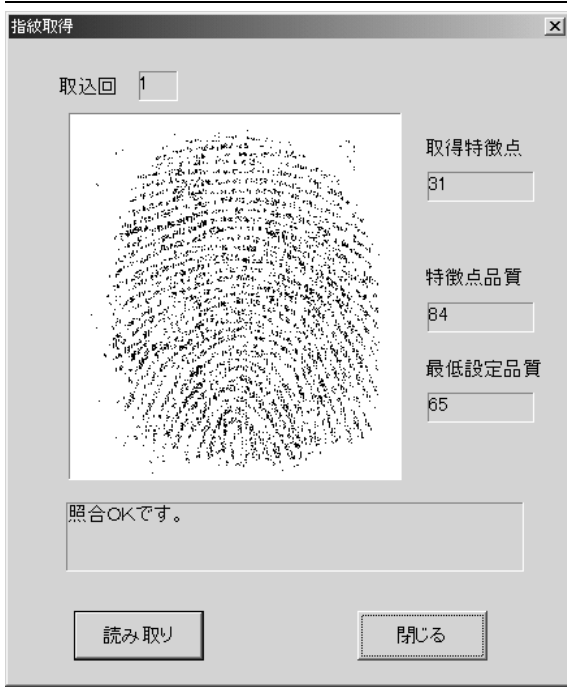 指紋取得
取込回 1
取得特徴点
31
特徴点品質
84
最低設定品質
65
照合OKです。
読み取り 閉じる